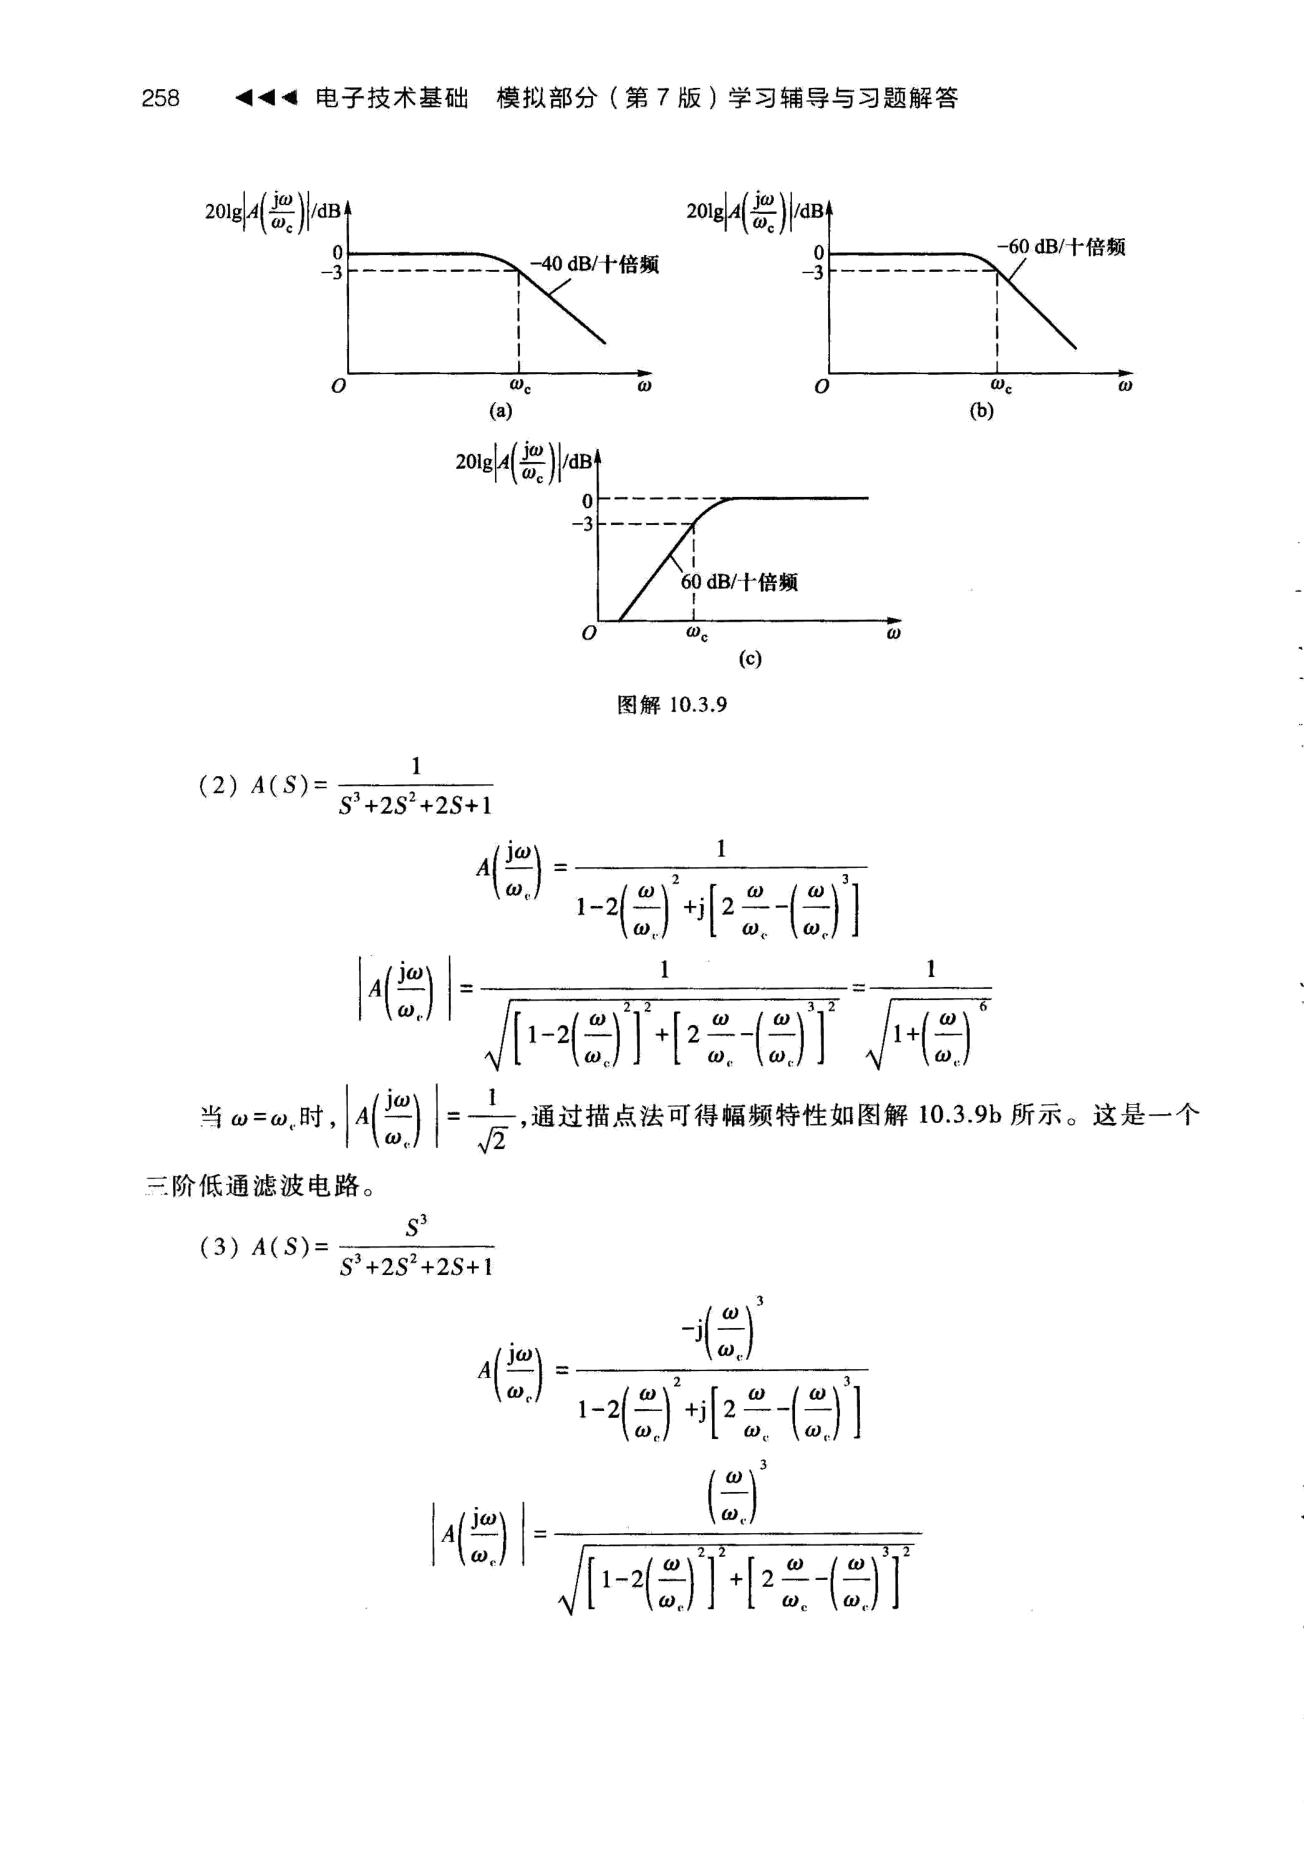 258 ◀◀◀ 电子技术基础 模拟部分(第7版)学习辅导与习题解答
20lg|A(jω/ω_c)|/dB
0
-3
-40 dB/十倍频
O
ω_c
ω
(a)
20lg|A(jω/ω_c)|/dB
0
-3
-60 dB/十倍频
O
ω_c
ω
(b)
20lg|A(jω/ω_c)|/dB
0
-3
60 dB/十倍频
O
ω_c
ω
(c)
图解 10.3.9
(2) A(S)= 1/(S³+2S²+2S+1)
A(jω/ω_c) = 1/(1-2(ω/ω_c)²+j[2 ω/ω_c-(ω/ω_c)³])
|A(jω/ω_c)| = 1/√([1-2(ω/ω_c)²]²+[2 ω/ω_c-(ω/ω_c)³]²) = 1/√(1+(ω/ω_c)⁶)
当 ω=ω_c时,|A(jω/ω_c)|=1/√2,通过描点法可得幅频特性如图解 10.3.9b 所示。这是一个
三阶低通滤波电路。
(3) A(S)= S³/(S³+2S²+2S+1)
A(jω/ω_c) = -j(ω/ω_c)³/(1-2(ω/ω_c)²+j[2 ω/ω_c-(ω/ω_c)³])
|A(jω/ω_c)| = (ω/ω_c)³/√([1-2(ω/ω_c)²]²+[2 ω/ω_c-(ω/ω_c)³]²)